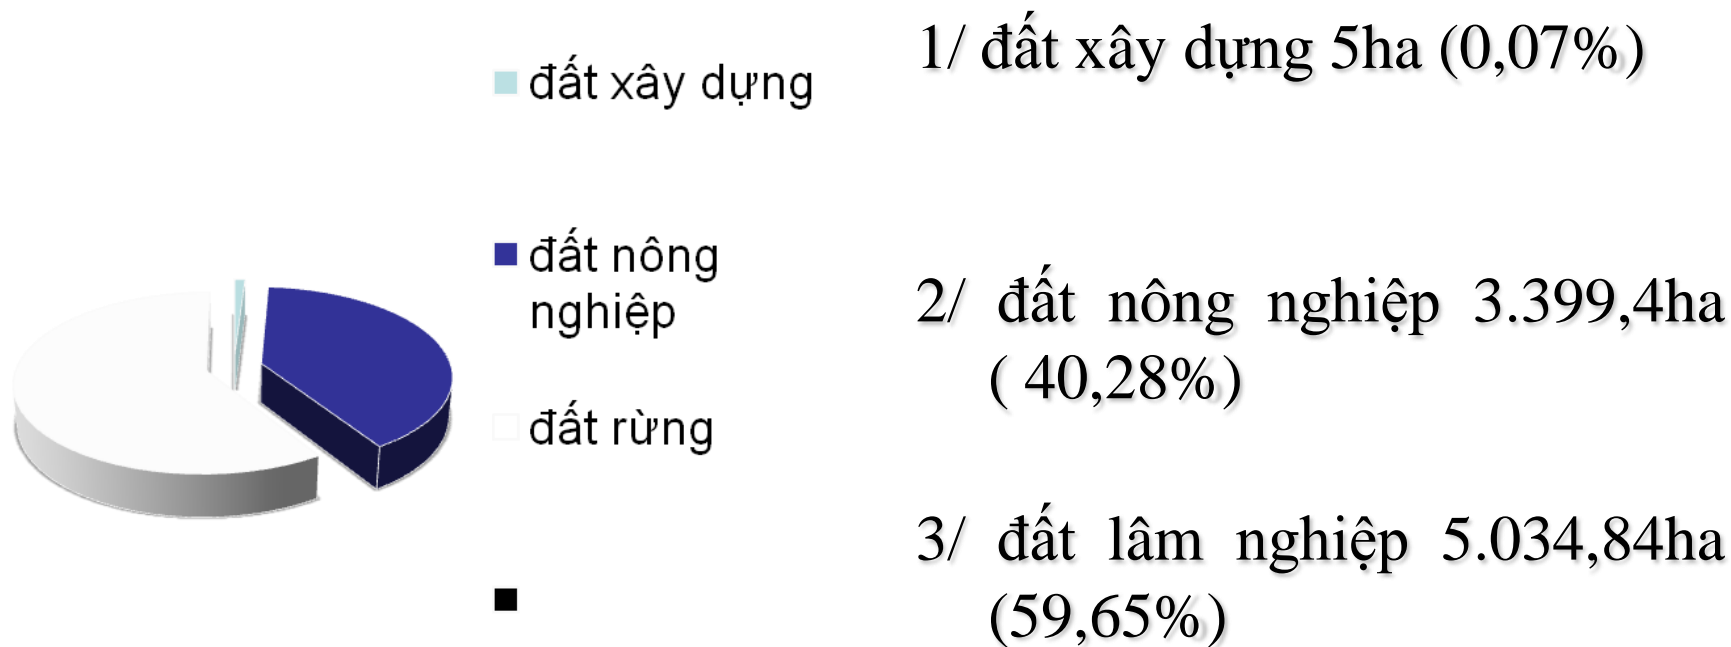 đất xây dựng
đất nông
nghiệp
đất rừng
1/ đất xây dựng 5ha (0,07%)
2/ đất nông nghiệp 3.399,4ha
( 40,28%)
3/ đất lâm nghiệp 5.034,84ha
(59,65%)